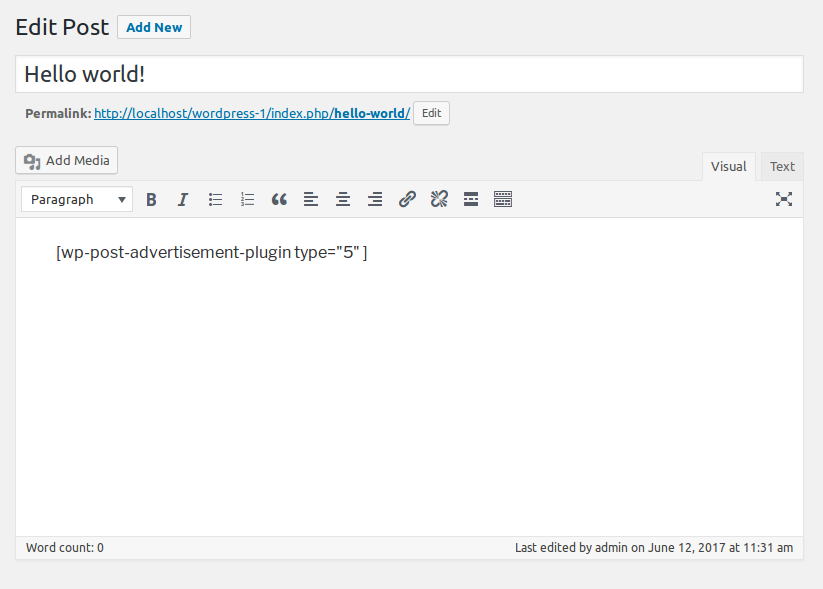 Edit Post Add New
Hello world!
Permalink: http://localhost/wordpress-1/index.php/hello-world/ Edit
Add Media
Visual Text
Paragraph
[wp-post-advertisement-plugin type="5" ]
Word count: 0 Last edited by admin on June 12, 2017 at 11:31 am